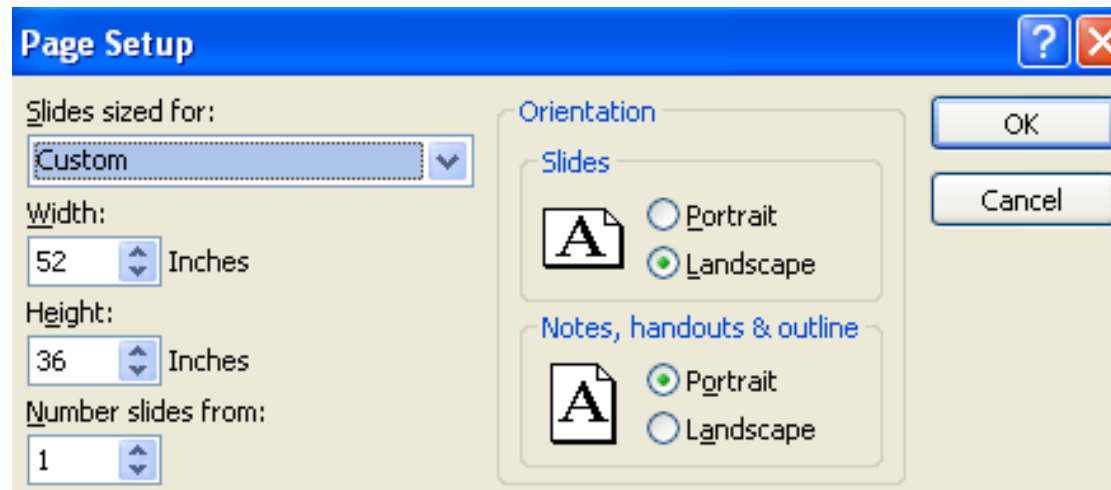 Page Setup
Slides sized for:
Custom
Width:
52 Inches
Height:
36 Inches
Number slides from:
1
Orientation
Slides
A
Portrait
Landscape
Notes, handouts & outline
A
Portrait
Landscape
?
OK
Cancel